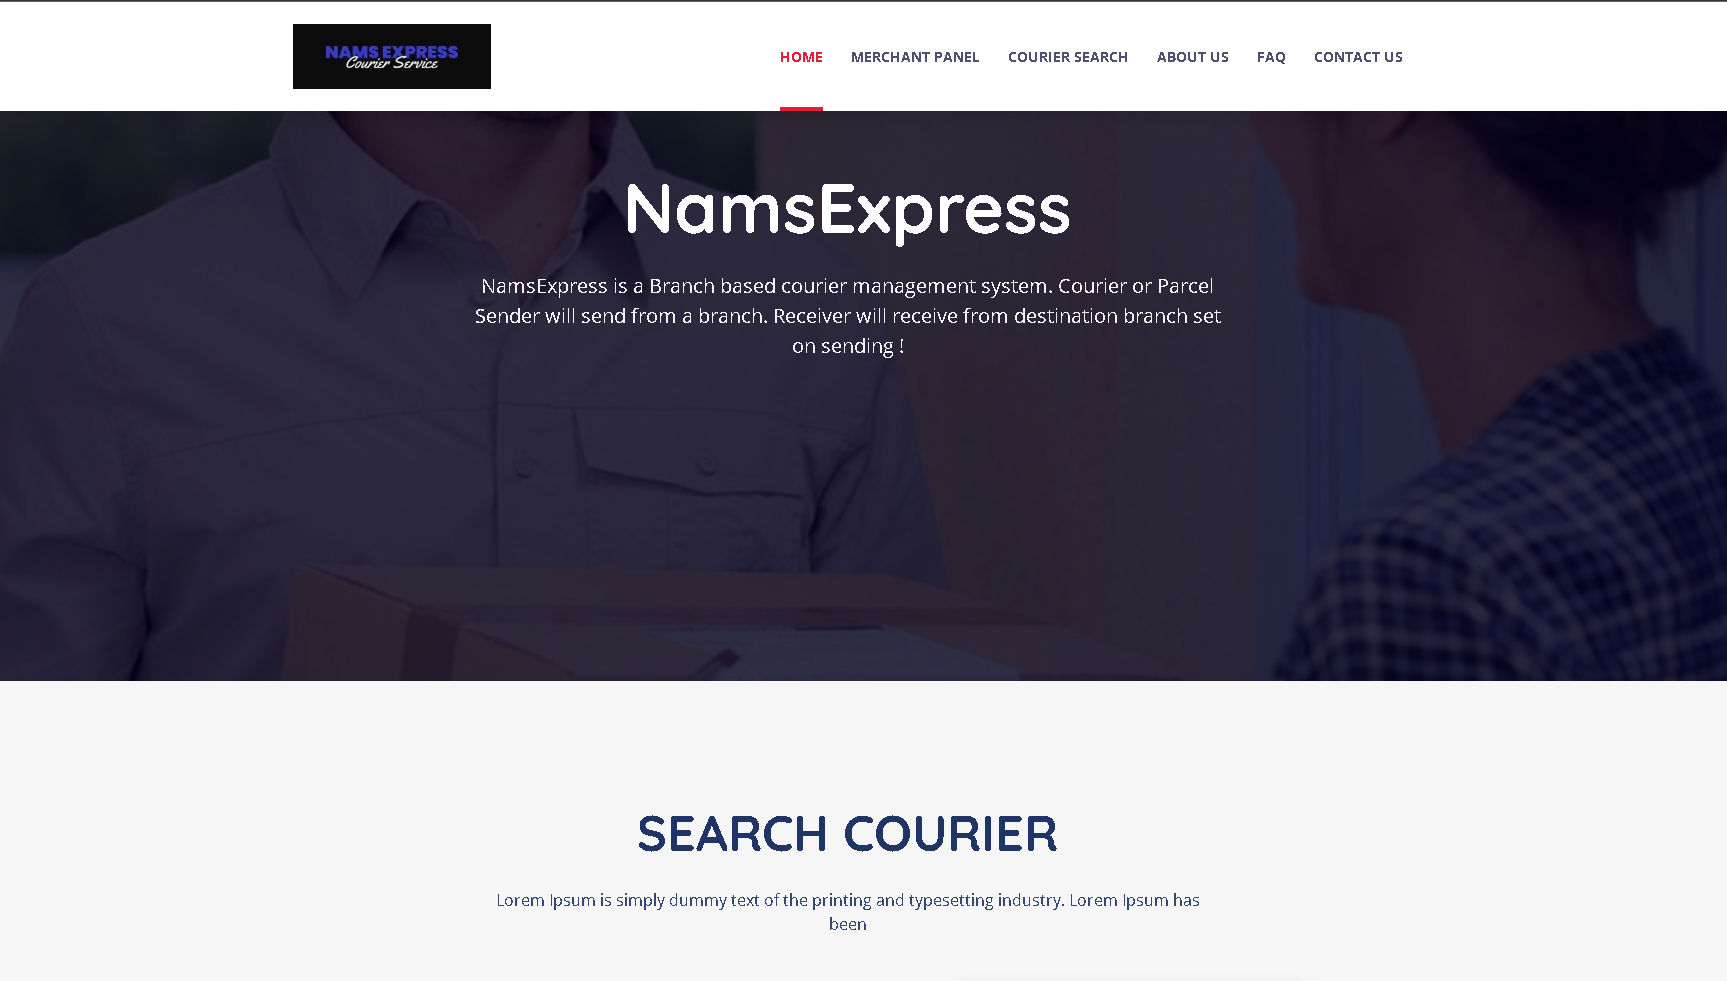 NAMS EXPRESS
Courier Service
HOME MERCHANT PANEL COURIER SEARCH ABOUT US FAQ CONTACT US
NamsExpress
NamsExpress is a Branch based courier management system. Courier or Parcel
Sender will send from a branch. Receiver will receive from destination branch set
on sending !
SEARCH COURIER
Lorem Ipsum is simply dummy text of the printing and typesetting industry. Lorem Ipsum has
been